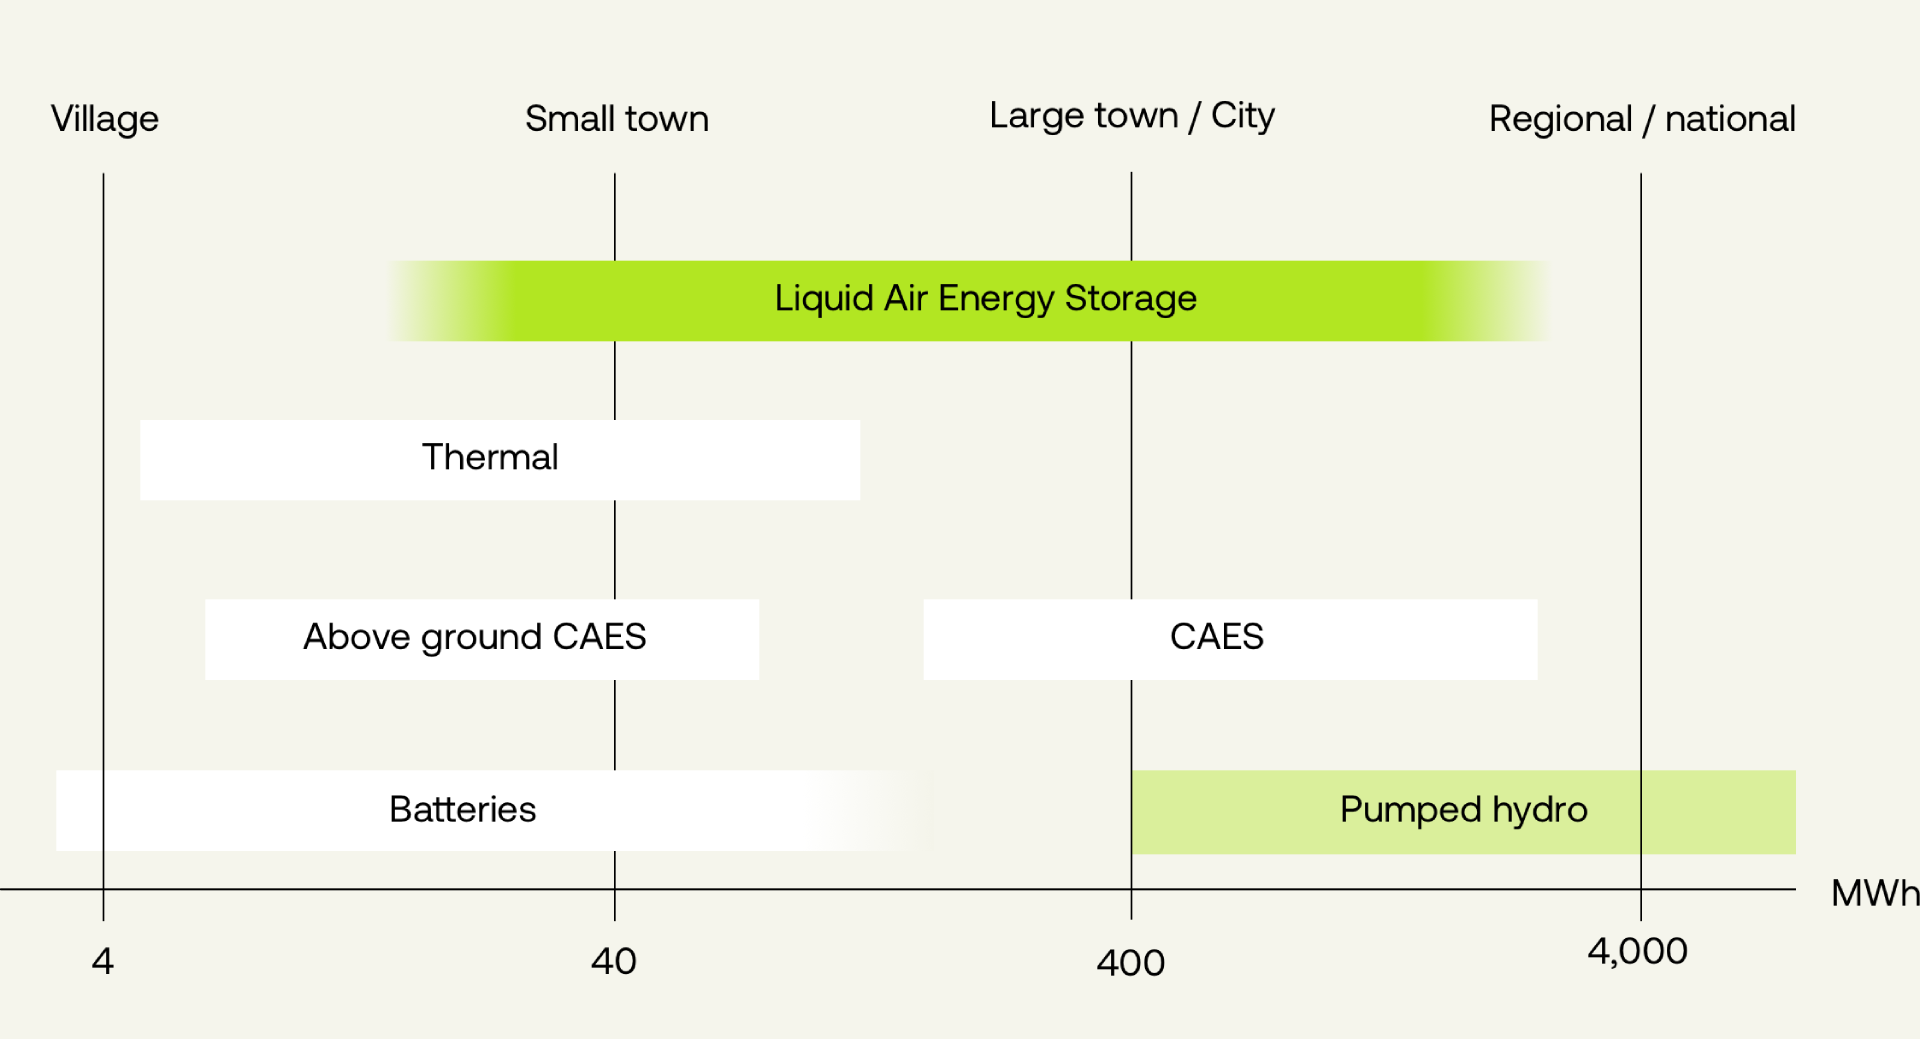 Village
Small town
Large town / City
Regional / national
Liquid Air Energy Storage
Thermal
Above ground CAES
CAES
Batteries
Pumped hydro
MWh
4
40
400
4,000